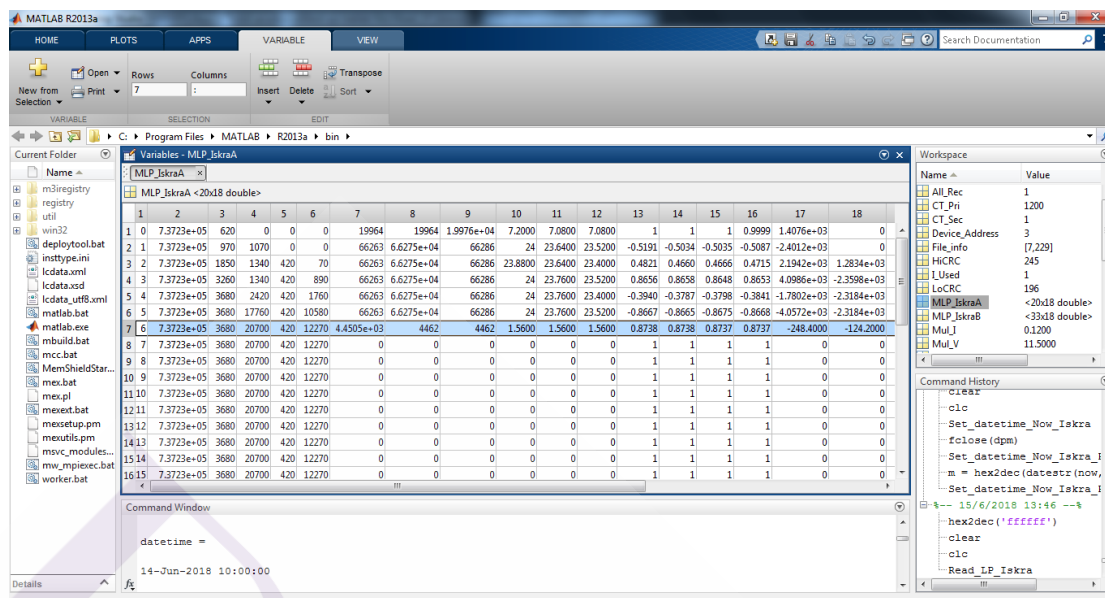 MATLAB R2013a
HOME PLOTS APPS VARIABLE VIEW
Search Documentation
New from Selection
Open
Print
Rows Columns
7 :
Insert Delete
Transpose
Sort
VARIABLE SELECTION EDIT
C: Program Files MATLAB R2013a bin
Current Folder
Name
m3iregistry
registry
util
win32
deploytool.bat
insttype.ini
lcdata.xml
lcdata.xsd
lcdata_utf8.xml
matlab.bat
matlab.exe
mbuild.bat
mcc.bat
MemShieldStar...
mex.bat
mex.pl
mexext.bat
mexsetup.pm
mexutils.pm
msvc_modules...
mw_mpiexec.bat
worker.bat
Details
Variables - MLP_IskraA
MLP_IskraA
MLP_IskraA <20x18 double>
1 2 3 4 5 6 7 8 9 10 11 12 13 14 15 16 17 18
1 0 7.3723e+05 620 0 0 0 19964 19964 1.9976e+04 7.2000 7.0800 7.0800 1 1 1 0.9999 1.4076e+03 0
2 1 7.3723e+05 970 1070 0 0 66263 6.6275e+04 66286 24 23.6400 23.5200 -0.5191 -0.5034 -0.5035 -0.5087 -2.4012e+03 0
3 2 7.3723e+05 1850 1340 420 70 66263 6.6275e+04 66286 23.8800 23.6400 23.4000 0.4821 0.4660 0.4666 0.4715 2.1942e+03 1.2834e+03
4 3 7.3723e+05 3260 1340 420 890 66263 6.6275e+04 66286 24 23.7600 23.5200 0.8656 0.8658 0.8648 0.8653 4.0986e+03 -2.3598e+03
5 4 7.3723e+05 3680 2420 420 1760 66263 6.6275e+04 66286 24 23.7600 23.4000 -0.3940 -0.3787 -0.3798 -0.3841 -1.7802e+03 -2.3184e+03
6 5 7.3723e+05 3680 17760 420 10580 66263 6.6275e+04 66286 24 23.7600 23.5200 -0.8667 -0.8665 -0.8675 -0.8668 -4.0572e+03 -2.3184e+03
7 6 7.3723e+05 3680 20700 420 12270 4.4505e+03 4462 4462 1.5600 1.5600 1.5600 0.8738 0.8738 0.8737 0.8737 -248.4000 -124.2000
8 7 7.3723e+05 3680 20700 420 12270 0 0 0 0 0 0 1 1 1 1 0 0
9 8 7.3723e+05 3680 20700 420 12270 0 0 0 0 0 0 1 1 1 1 0 0
10 9 7.3723e+05 3680 20700 420 12270 0 0 0 0 0 0 1 1 1 1 0 0
11 10 7.3723e+05 3680 20700 420 12270 0 0 0 0 0 0 1 1 1 1 0 0
12 11 7.3723e+05 3680 20700 420 12270 0 0 0 0 0 0 1 1 1 1 0 0
13 12 7.3723e+05 3680 20700 420 12270 0 0 0 0 0 0 1 1 1 1 0 0
14 13 7.3723e+05 3680 20700 420 12270 0 0 0 0 0 0 1 1 1 1 0 0
15 14 7.3723e+05 3680 20700 420 12270 0 0 0 0 0 0 1 1 1 1 0 0
16 15 7.3723e+05 3680 20700 420 12270 0 0 0 0 0 0 1 1 1 1 0 0
Command Window
datetime =
14-Jun-2018 10:00:00
fx
Workspace
Name Value
All_Rec 1
CT_Pri 1200
CT_Sec 1
Device_Address 3
File_info [7,229]
HiCRC 245
I_Used 1
LoCRC 196
MLP_IskraA <20x18 double>
MLP_IskraB <33x18 double>
Mul_I 0.1200
Mul_V 11.5000
Command History
clear
clc
Set_datetime_Now_Iskra
fclose(dpm)
Set_datetime_Now_Iskra_
m = hex2dec(datestr(now,
Set_datetime_Now_Iskra_
%-- 15/6/2018 13:46 --%
hex2dec('ffffff')
clear
clc
Read_LP_Iskra